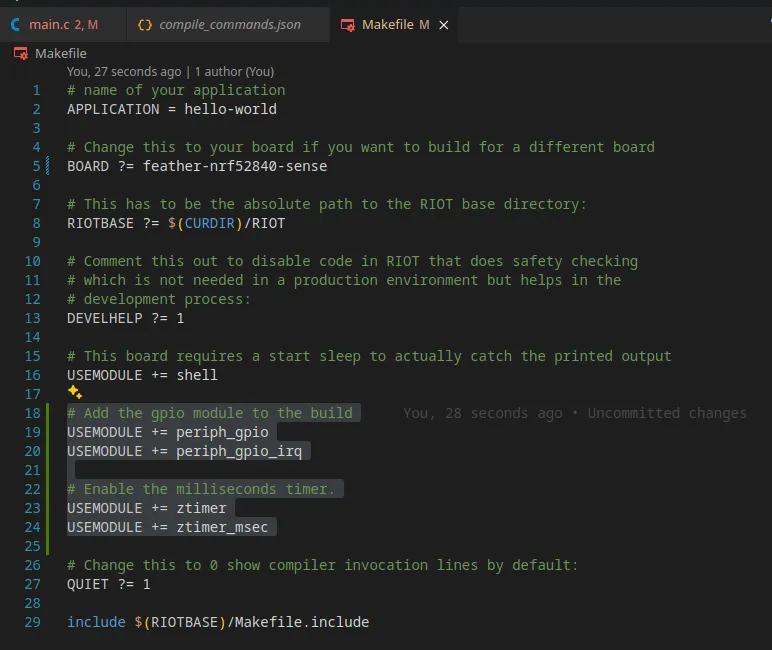 main.c 2, M
{} compile_commands.json
Makefile M ×
Makefile
You, 27 seconds ago | 1 author (You)
1 # name of your application
2 APPLICATION = hello-world
3
4 # Change this to your board if you want to build for a different board
5 BOARD ?= feather-nrf52840-sense
6
7 # This has to be the absolute path to the RIOT base directory:
8 RIOTBASE ?= $(CURDIR)/RIOT
9
10 # Comment this out to disable code in RIOT that does safety checking
11 # which is not needed in a production environment but helps in the
12 # development process:
13 DEVELHELP ?= 1
14
15 # This board requires a start sleep to actually catch the printed output
16 USEMODULE += shell
17
18 # Add the gpio module to the build You, 28 seconds ago • Uncommitted changes
19 USEMODULE += periph_gpio
20 USEMODULE += periph_gpio_irq
21
22 # Enable the milliseconds timer.
23 USEMODULE += ztimer
24 USEMODULE += ztimer_msec
25
26 # Change this to 0 show compiler invocation lines by default:
27 QUIET ?= 1
28
29 include $(RIOTBASE)/Makefile.include